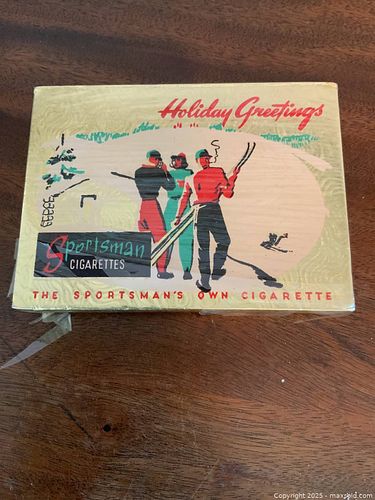 Holiday Greetings
Sportsman
CIGARETTES
THE SPORTSMAN'S OWN CIGARETTE
Copyright 2025 - maxsold.com